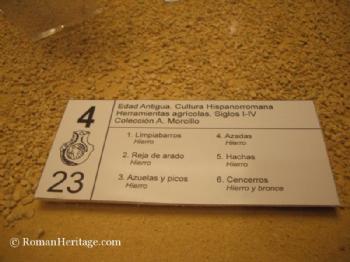 4
23
Edad Antigua. Cultura Hispanorromana
Herramientas agrícolas. Siglos I-IV
Colección A. Morcillo
1. Limpiabarros
Hierro
2. Reja de arado
Hierro
3. Azuelas y picos
Hierro
4. Azadas
Hierro
5. Hachas
Hierro
6. Cencerros
Hierro y bronce
© RomanHeritage.com